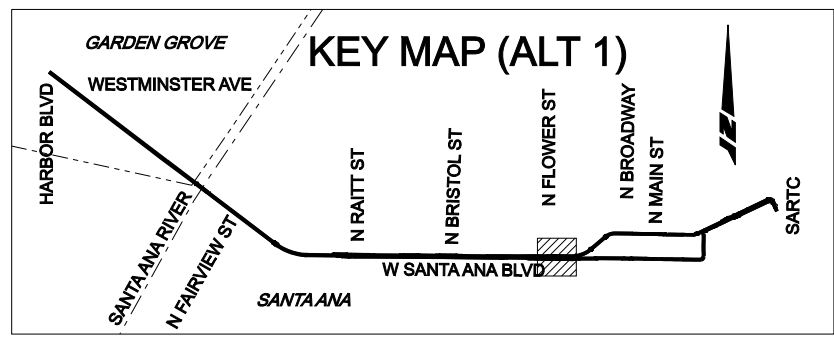 GARDEN GROVE
KEY MAP (ALT 1)
WESTMINSTER AVE
HARBOR BLVD
SANTA ANA RIVER
N FAIRVIEW ST
N RAITT ST
N BRISTOL ST
N FLOWER ST
N BROADWAY
N MAIN ST
SARTC
W SANTA ANA BLVD
SANTA ANA